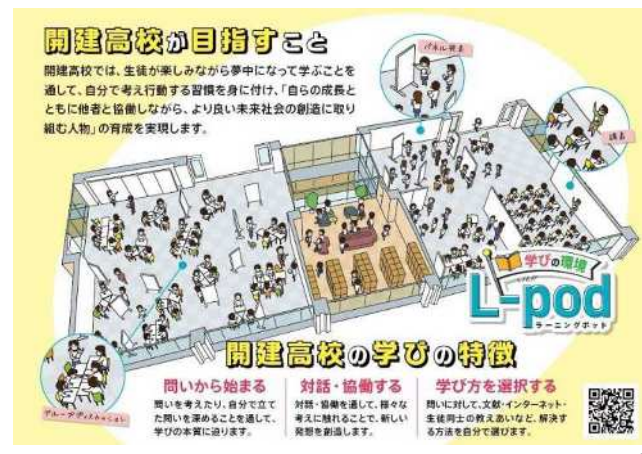 開建高校が目指すこと
開建高校では、生徒が楽しみながら夢中になって学ぶことを
通して、自分で考え行動する習慣を身に付け、「自らの成長と
ともに他者と協働しながら、より良い未来社会の創造に取り
組む人物」の育成を実現します。
パネル発表
講義
学びの環境
L-pod
ラーニングポッド
グループディスカッション
開建高校の学びの特徴
問いから始まる
問いを考えたり、自分で立て
た問いを深めることを通して、
学びの本質に迫ります。
対話・協働する
対話・協働を通して、様々な
考えに触れることで、新しい
発想を創造します。
学び方を選択する
問いに対して、文献・インターネット・
生徒同士の教えあいなど、解決す
る方法を自分で選びます。